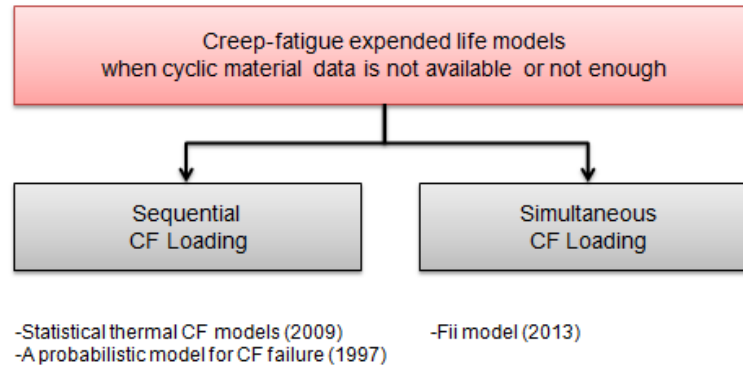 Creep-fatigue expended life models
when cyclic material data is not available or not enough
Sequential
CF Loading
Simultaneous
CF Loading
-Statistical thermal CF models (2009)
-A probabilistic model for CF failure (1997)
-Fii model (2013)